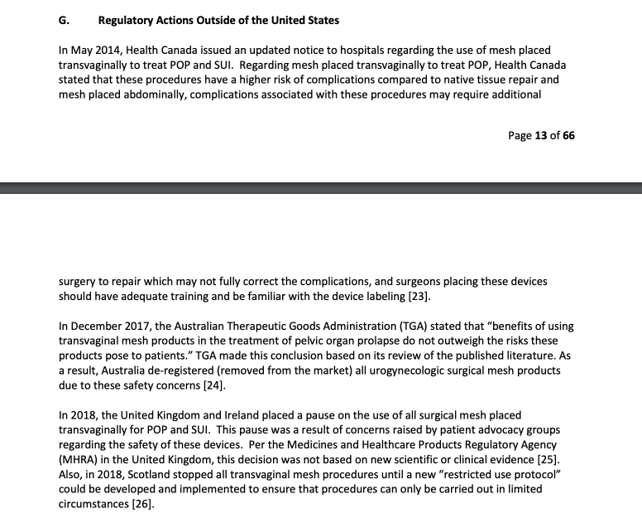 G. Regulatory Actions Outside of the United States
In May 2014, Health Canada issued an updated notice to hospitals regarding the use of mesh placed
transvaginally to treat POP and SUI. Regarding mesh placed transvaginally to treat POP, Health Canada
stated that these procedures have a higher risk of complications compared to native tissue repair and
mesh placed abdominally, complications associated with these procedures may require additional
Page 13 of 66
surgery to repair which may not fully correct the complications, and surgeons placing these devices
should have adequate training and be familiar with the device labeling [23].
In December 2017, the Australian Therapeutic Goods Administration (TGA) stated that “benefits of using
transvaginal mesh products in the treatment of pelvic organ prolapse do not outweigh the risks these
products pose to patients.” TGA made this conclusion based on its review of the published literature. As
a result, Australia de-registered (removed from the market) all urogynecologic surgical mesh products
due to these safety concerns [24].
In 2018, the United Kingdom and Ireland placed a pause on the use of all surgical mesh placed
transvaginally for POP and SUI. This pause was a result of concerns raised by patient advocacy groups
regarding the safety of these devices. Per the Medicines and Healthcare Products Regulatory Agency
(MHRA) in the United Kingdom, this decision was not based on new scientific or clinical evidence [25].
Also, in 2018, Scotland stopped all transvaginal mesh procedures until a new “restricted use protocol”
could be developed and implemented to ensure that procedures can only be carried out in limited
circumstances [26].